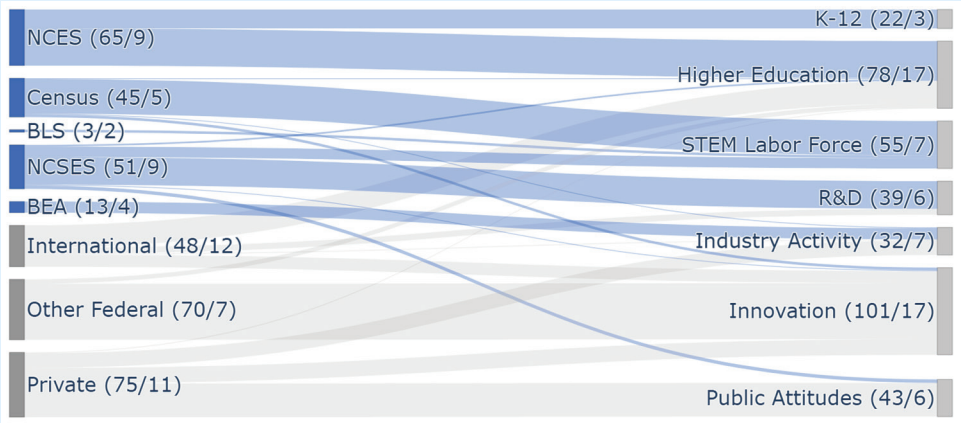 NCES (65/9)
Census (45/5)
BLS (3/2)
NCSES (51/9)
BEA (13/4)
International (48/12)
Other Federal (70/7)
Private (75/11)
K-12 (22/3)
Higher Education (78/17)
STEM Labor Force (55/7)
R&D (39/6)
Industry Activity (32/7)
Innovation (101/17)
Public Attitudes (43/6)